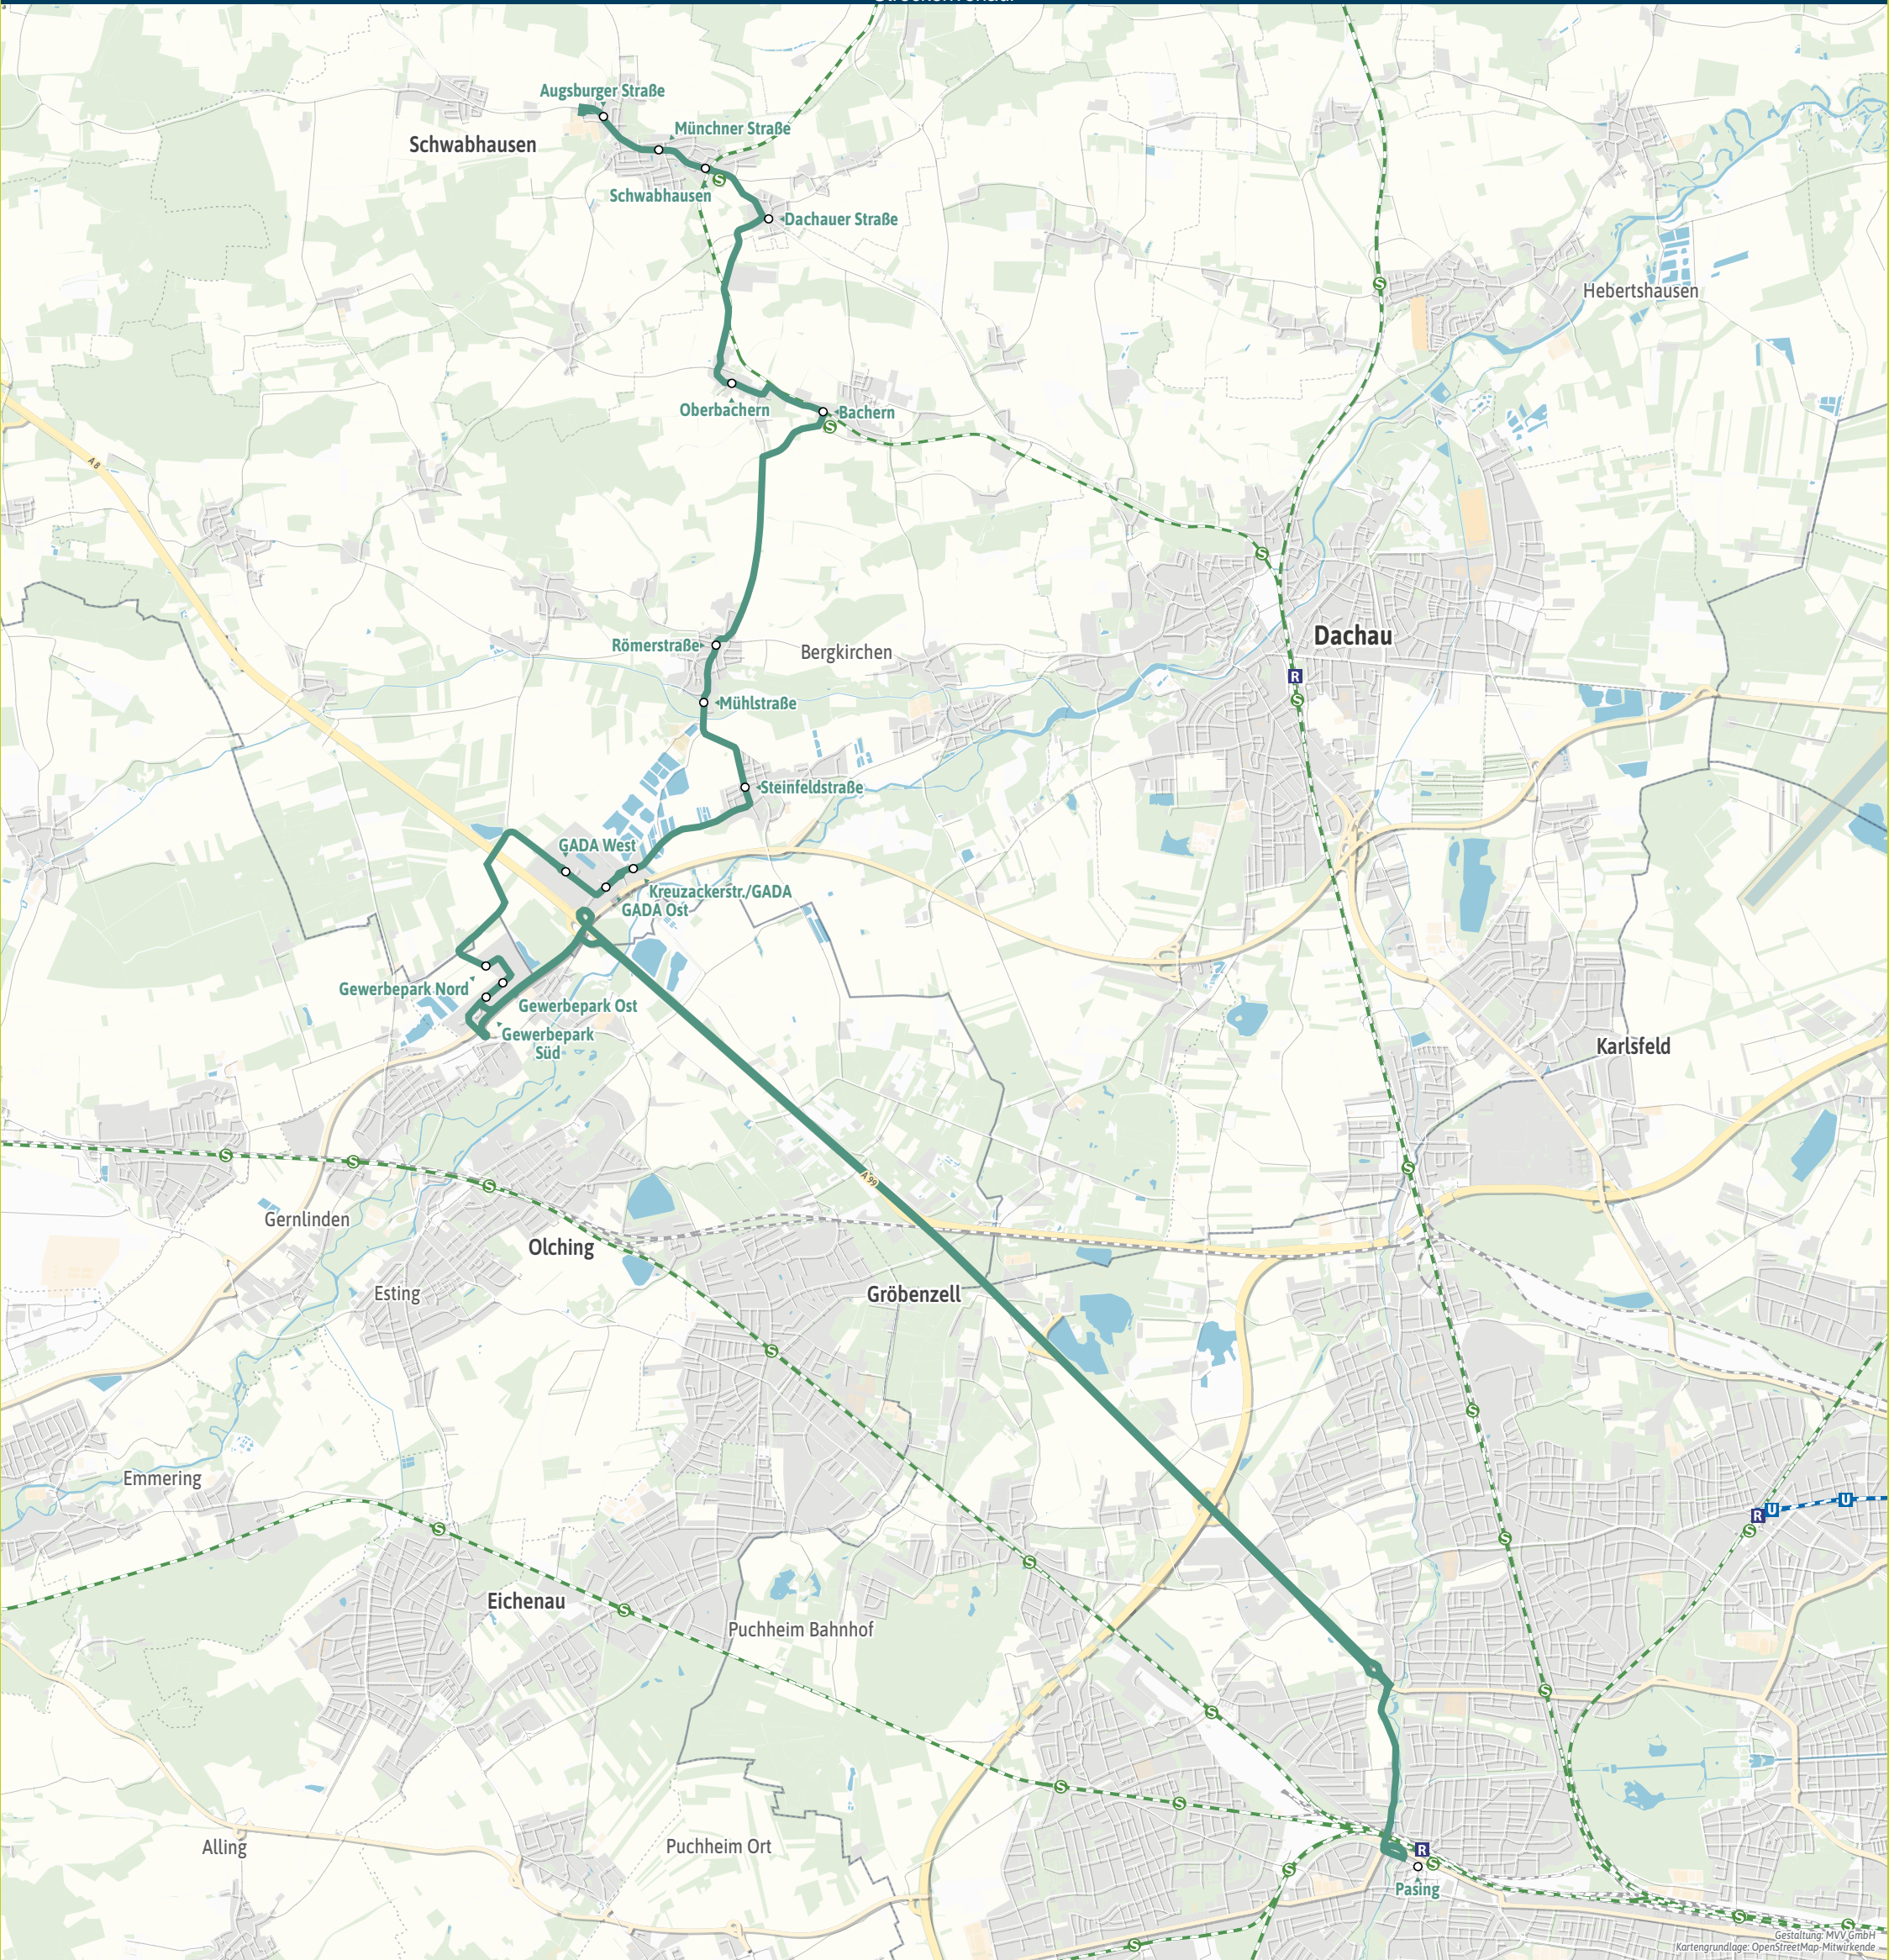 Streckenverlauf
Augsburger Straße
Münchner Straße
Schwabhausen
Schwabhausen
S
Dachauer Straße
S
Hebertshausen
Oberbachern
Bachern
S
A 8
S
Dachau
Römerstraße
Bergkirchen
R
S
Mühlstraße
Steinfeldstraße
GADA West
Kreuzackerstr./GADA
GADA Ost
Gewerbepark Nord
Gewerbepark Ost
Gewerbepark
Süd
Karlsfeld
S
S
S
S
A 99
Gernlinden
Olching
Esting
Gröbenzell
S
S
Emmering
R
U
U
S
S
S
S
Eichenau
S
Puchheim Bahnhof
S
S
S
S
Alling
Puchheim Ort
R
S
S
Pasing
S
S
S
Gestaltung: MVV GmbH
Kartengrundlage: OpenStreetMap-Mitwirkende